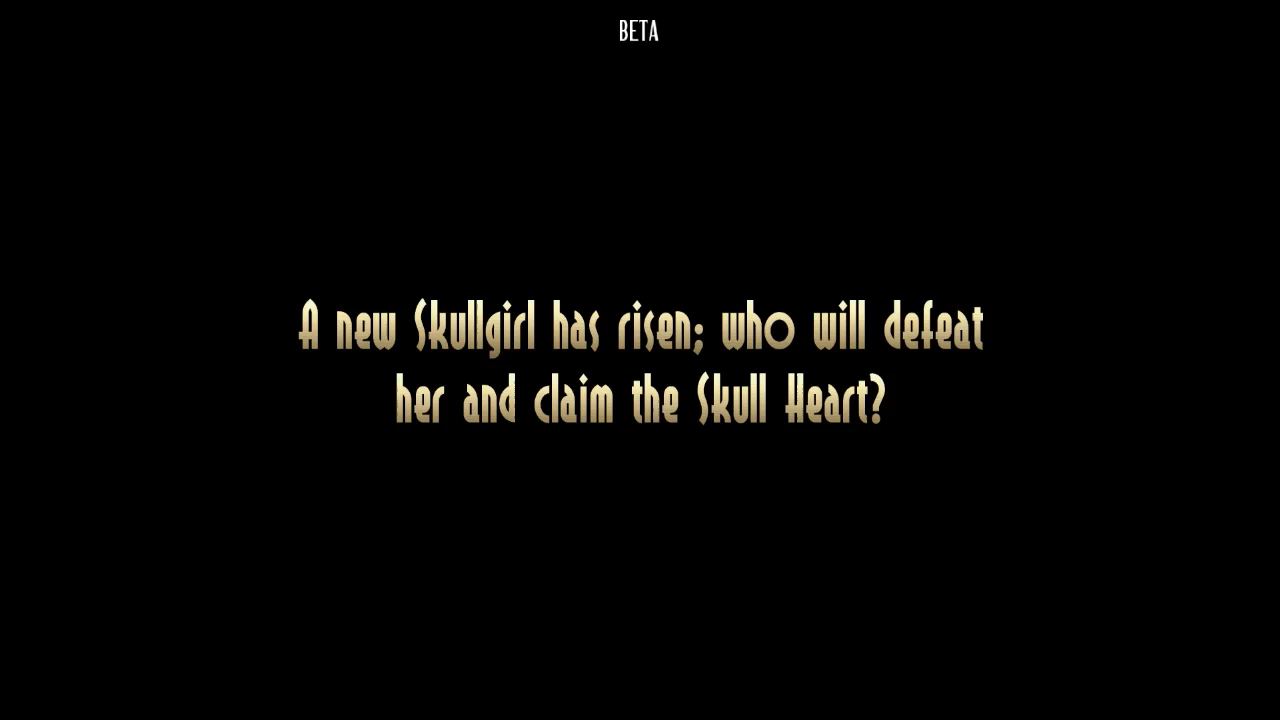 BETA
A new Skullgirl has risen; who will defeat
her and claim the Skull Heart?